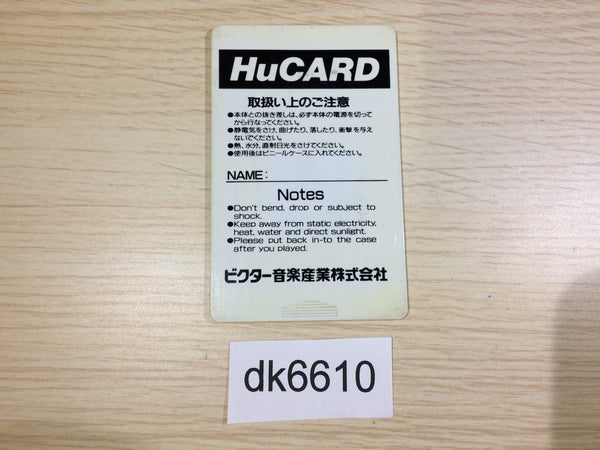 HuCARD
取扱い上のご注意
●本体との抜き差しは、必ず本体の電源を切って
から行なってください。
●静電気をさけ、曲げたり、落したり、衝撃を与え
ないでください。
●熱、水分、直射日光をさけてください。
●使用後はビニールケースに入れてください。
NAME:
Notes
●Don't bend, drop or subject to
shock.
●Keep away from static electricity,
heat, water and direct sunlight.
●Please put back in-to the case
after you played.
ビクター音楽産業株式会社
dk6610